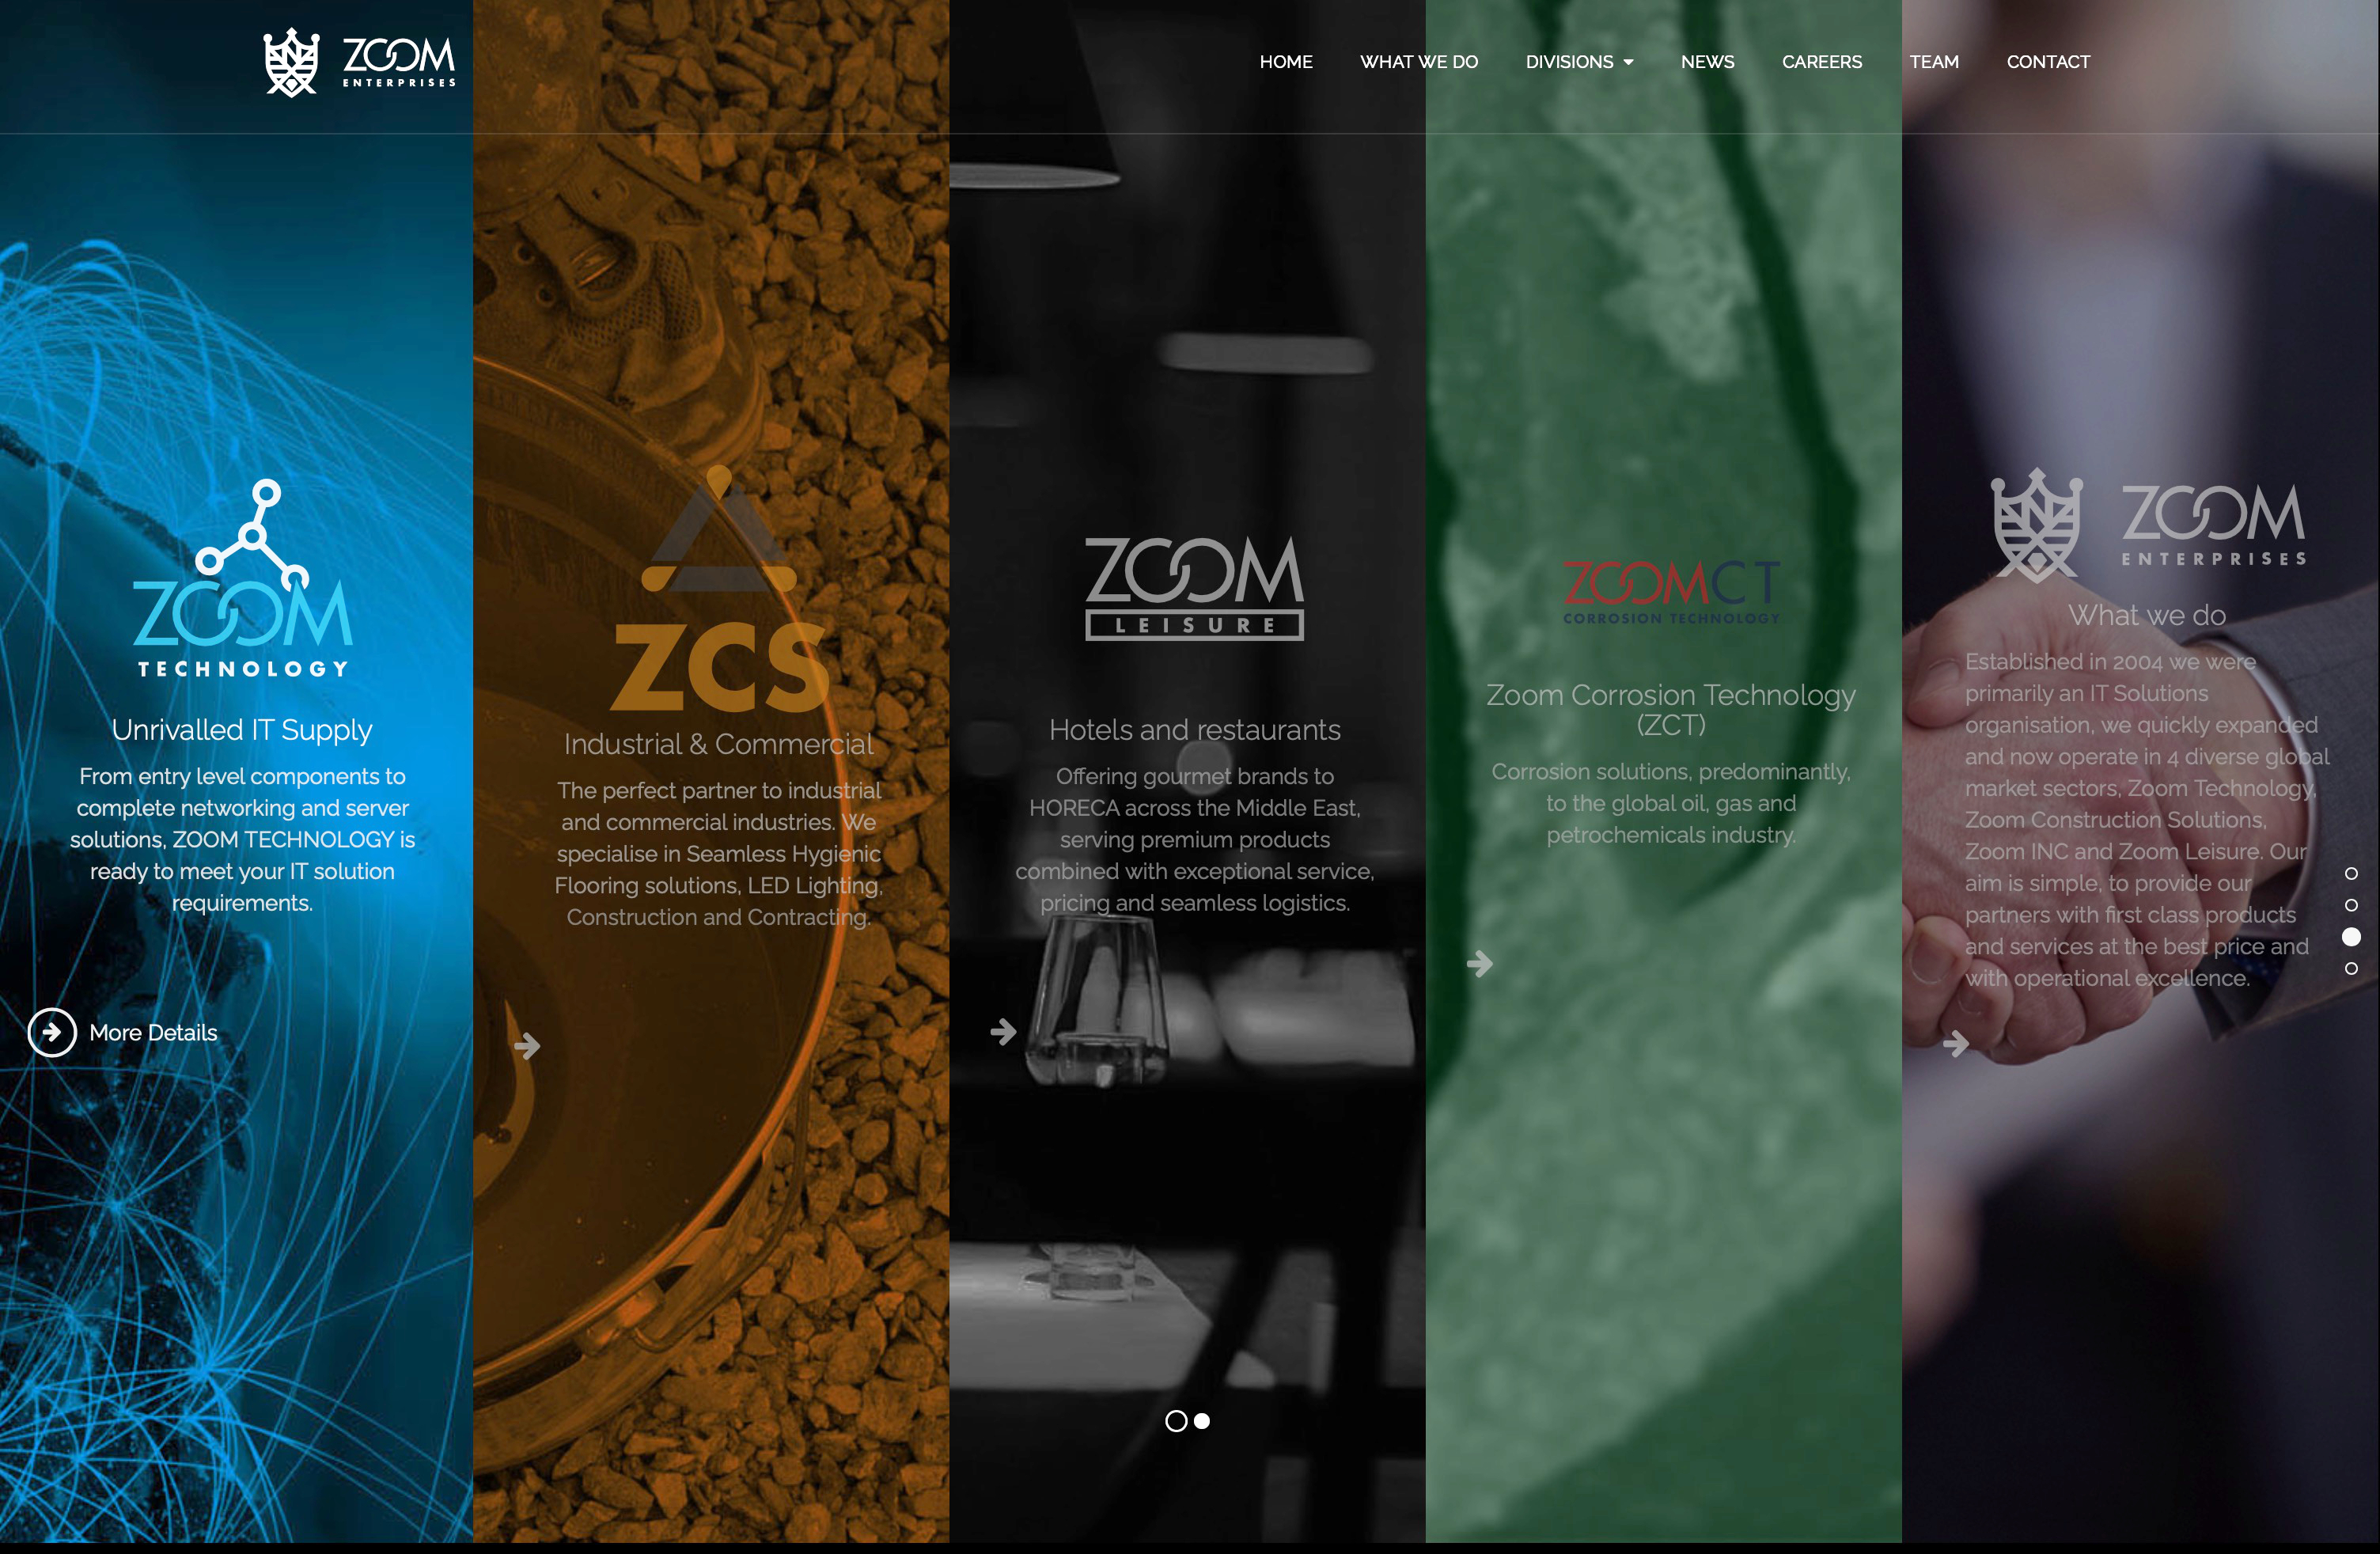 ZOOM
ENTERPRISES
HOME WHAT WE DO DIVISIONS NEWS CAREERS TEAM CONTACT
ZOOM
TECHNOLOGY
Unrivalled IT Supply
From entry level components to
complete networking and server
solutions, ZOOM TECHNOLOGY is
ready to meet your IT solution
requirements.
More Details
ZCS
Industrial & Commercial
The perfect partner to industrial
and commercial industries. We
specialise in Seamless Hygienic
Flooring solutions, LED Lighting,
Construction and Contracting.
ZOOM
LEISURE
Hotels and restaurants
Offering gourmet brands to
HORECA across the Middle East,
serving premium products
combined with exceptional service,
pricing and seamless logistics.
ZOOMCT
CORROSION TECHNOLOGY
Zoom Corrosion Technology
(ZCT)
Corrosion solutions, predominantly,
to the global oil, gas and
petrochemicals industry.
ZOOM
ENTERPRISES
What we do
Established in 2004 we were
primarily an IT Solutions
organisation, we quickly expanded
and now operate in 4 diverse global
market sectors, Zoom Technology,
Zoom Construction Solutions,
Zoom INC and Zoom Leisure. Our
aim is simple, to provide our
partners with first class products
and services at the best price and
with operational excellence.